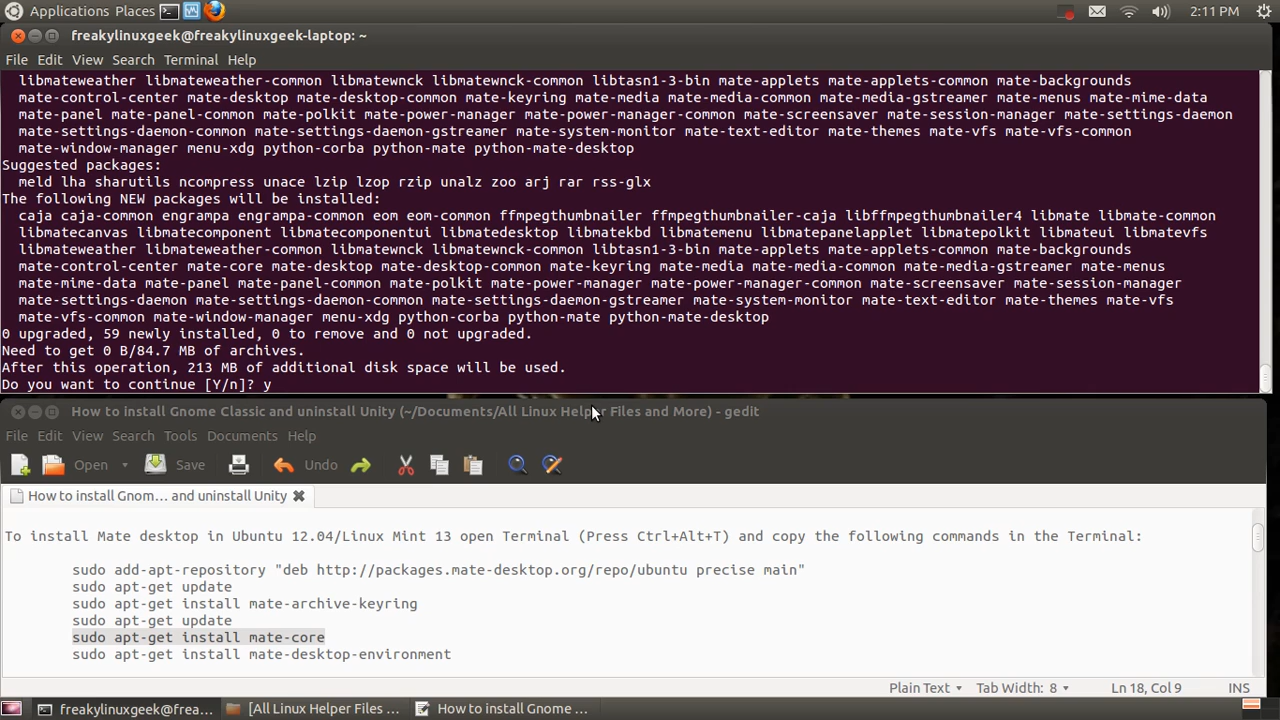 Applications Places 2:11 PM
freakylinuxgeek@freakylinuxgeek-laptop: ~
File Edit View Search Terminal Help
libmateweather libmateweather-common libmatewnck libmatewnck-common libtasn1-3-bin mate-applets mate-applets-common mate-backgrounds
mate-control-center mate-desktop mate-desktop-common mate-keyring mate-media mate-media-common mate-media-gstreamer mate-menus mate-mime-data
mate-panel mate-panel-common mate-polkit mate-power-manager mate-power-manager-common mate-screensaver mate-session-manager mate-settings-daemon
mate-settings-daemon-common mate-settings-daemon-gstreamer mate-system-monitor mate-text-editor mate-themes mate-vfs mate-vfs-common
mate-window-manager menu-xdg python-corba python-mate python-mate-desktop
Suggested packages:
meld lha sharutils ncompress unace lzip lzop rzip unalz zoo arj rar rss-glx
The following NEW packages will be installed:
caja caja-common engrampa engrampa-common eom eom-common ffmpegthumbnailer ffmpegthumbnailer-caja libffmpegthumbnailer4 libmate libmate-common
libmatecanvas libmatecomponent libmatecomponentui libmatedesktop libmatekbd libmatemenu libmatepanelapplet libmatepolkit libmateui libmatevfs
libmateweather libmateweather-common libmatewnck libmatewnck-common libtasn1-3-bin mate-applets mate-applets-common mate-backgrounds
mate-control-center mate-core mate-desktop mate-desktop-common mate-keyring mate-media mate-media-common mate-media-gstreamer mate-menus
mate-mime-data mate-panel mate-panel-common mate-polkit mate-power-manager mate-power-manager-common mate-screensaver mate-session-manager
mate-settings-daemon mate-settings-daemon-common mate-settings-daemon-gstreamer mate-system-monitor mate-text-editor mate-themes mate-vfs
mate-vfs-common mate-window-manager menu-xdg python-corba python-mate python-mate-desktop
0 upgraded, 59 newly installed, 0 to remove and 0 not upgraded.
Need to get 0 B/84.7 MB of archives.
After this operation, 213 MB of additional disk space will be used.
Do you want to continue [Y/n]? y
How to install Gnome Classic and uninstall Unity (~/Documents/All Linux Helper Files and More) - gedit
File Edit View Search Tools Documents Help
Open Save Undo
How to install Gnom... and uninstall Unity
To install Mate desktop in Ubuntu 12.04/Linux Mint 13 open Terminal (Press Ctrl+Alt+T) and copy the following commands in the Terminal:
sudo add-apt-repository "deb http://packages.mate-desktop.org/repo/ubuntu precise main"
sudo apt-get update
sudo apt-get install mate-archive-keyring
sudo apt-get update
sudo apt-get install mate-core
sudo apt-get install mate-desktop-environment
Plain Text Tab Width: 8 Ln 18, Col 9 INS
freakylinuxgeek@frea... [All Linux Helper Files ... How to install Gnome ...